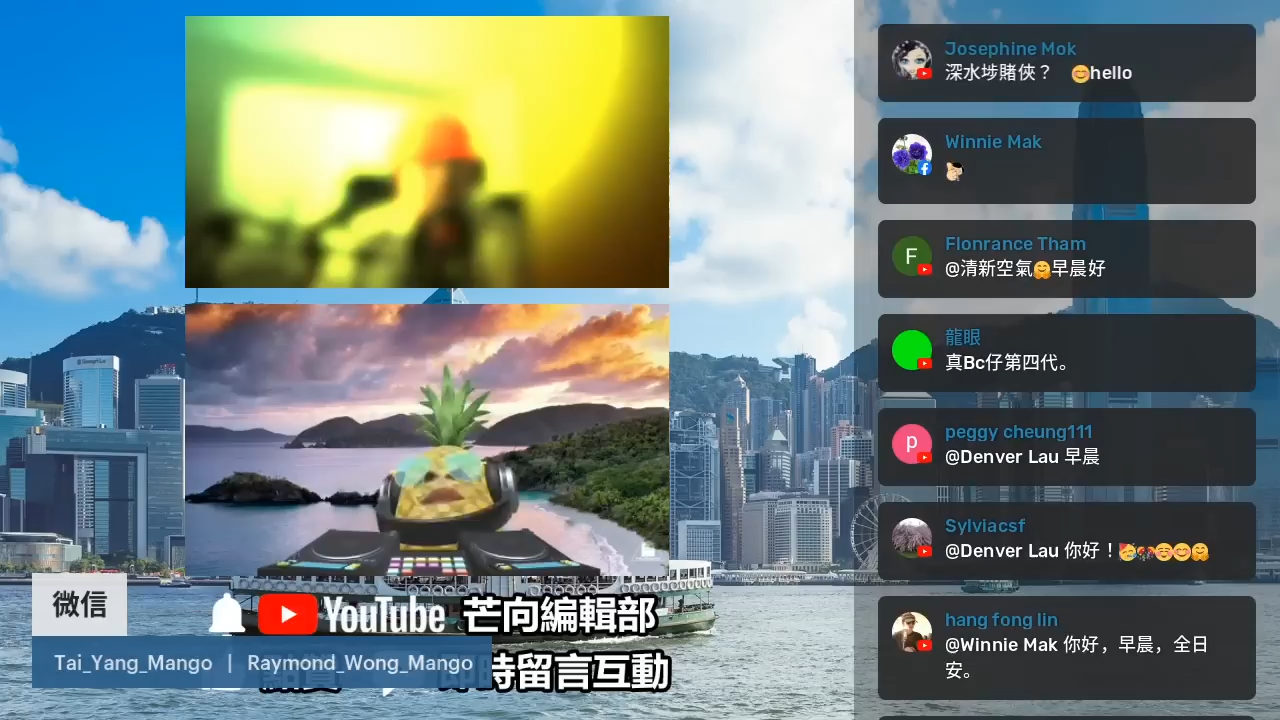 Josephine Mok
深水埗賭俠？ 😊hello
Winnie Mak
Flonrance Tham
@清新空氣🤗早晨好
龍眼
真Bc仔第四代。
peggy cheung111
@Denver Lau 早晨
Sylviacsf
@Denver Lau 你好！🥳🎊😊😊🤗
hang fong lin
@Winnie Mak 你好，早晨，全日
安。
YouTube 芒向編輯部
即時留言互動
微信
Tai_Yang_Mango | Raymond_Wong_Mango